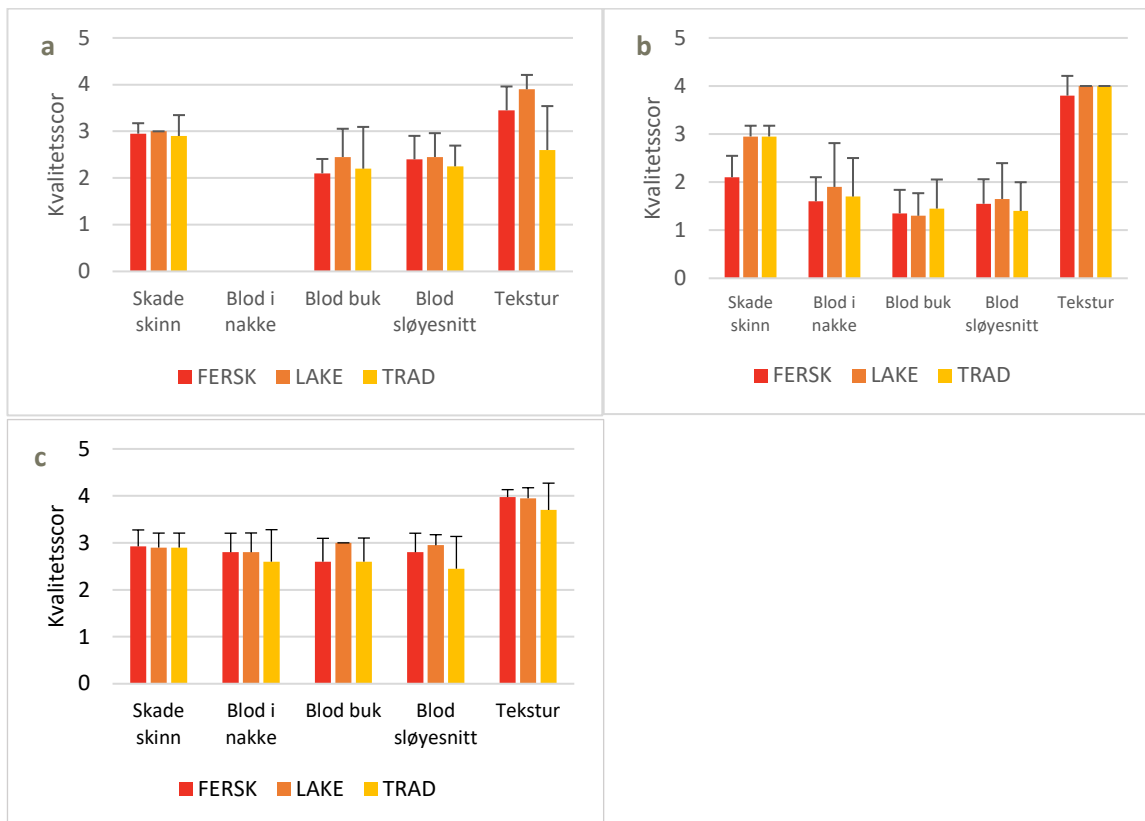 a
Kvalitetsscor
5
4
3
2
1
0
Skade skinn
Blod i nakke
Blod buk
Blod sløyesnitt
Tekstur
FERSK LAKE TRAD
b
Kvalitetsscor
5
4
3
2
1
0
Skade skinn
Blod i nakke
Blod buk
Blod sløyesnitt
Tekstur
FERSK LAKE TRAD
c
Kvalitetsscor
5
4
3
2
1
0
Skade skinn
Blod i nakke
Blod buk
Blod sløyesnitt
Tekstur
FERSK LAKE TRAD